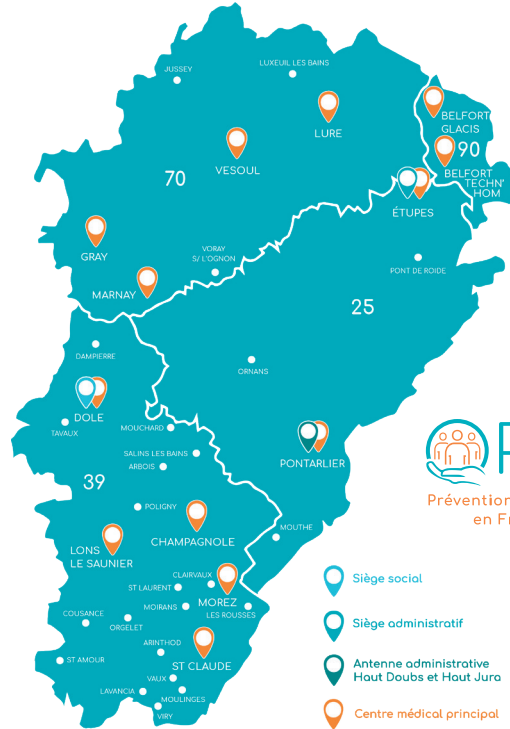 JUSSEY
LUXEUIL LES BAINS
LURE
BELFORT
GLACIS
90
VESOUL
BELFORT
TECHN'
HOM
70
ÉTUPES
GRAY
VORAY
S/ L'OGNON
PONT DE ROIDE
MARNAY
25
DAMPIERRE
ORNANS
DOLE
TAVAUX
MOUCHARD
SALINS LES BAINS
ARBOIS
PONTARLIER
39
POLIGNY
CHAMPAGNOLE
MOUTHE
LONS
LE SAUNIER
CLAIRVAUX
ST LAURENT
MOREZ
MOIRANS
LES ROUSSES
COUSANCE
ORGELET
ARINTHOD
ST CLAUDE
ST AMOUR
VAUX
LAVANCIA
MOULINGES
VIRY
Prévention
en Fr
Siège social
Siège administratif
Antenne administrative
Haut Doubs et Haut Jura
Centre médical principal